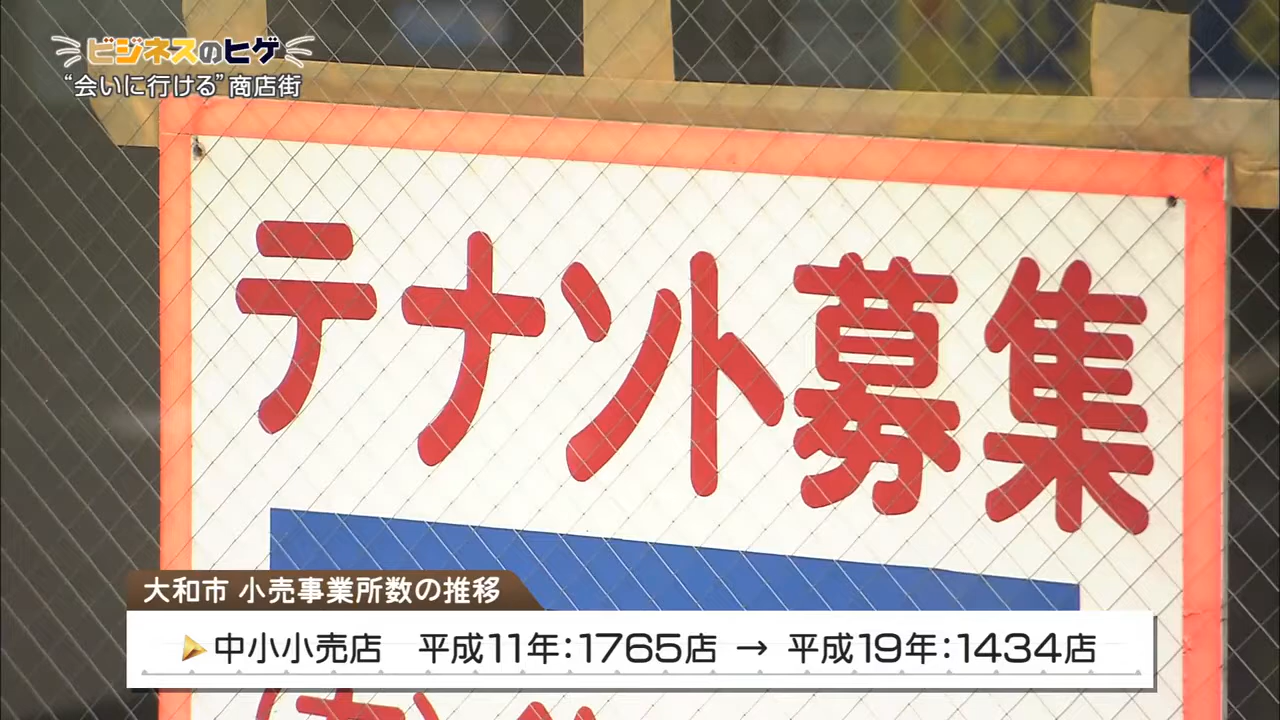 ビジネスのヒゲ
“会いに行ける”商店街
テナント募集
大和市 小売事業所数の推移
中小小売店 平成11年:1765店 → 平成19年:1434店